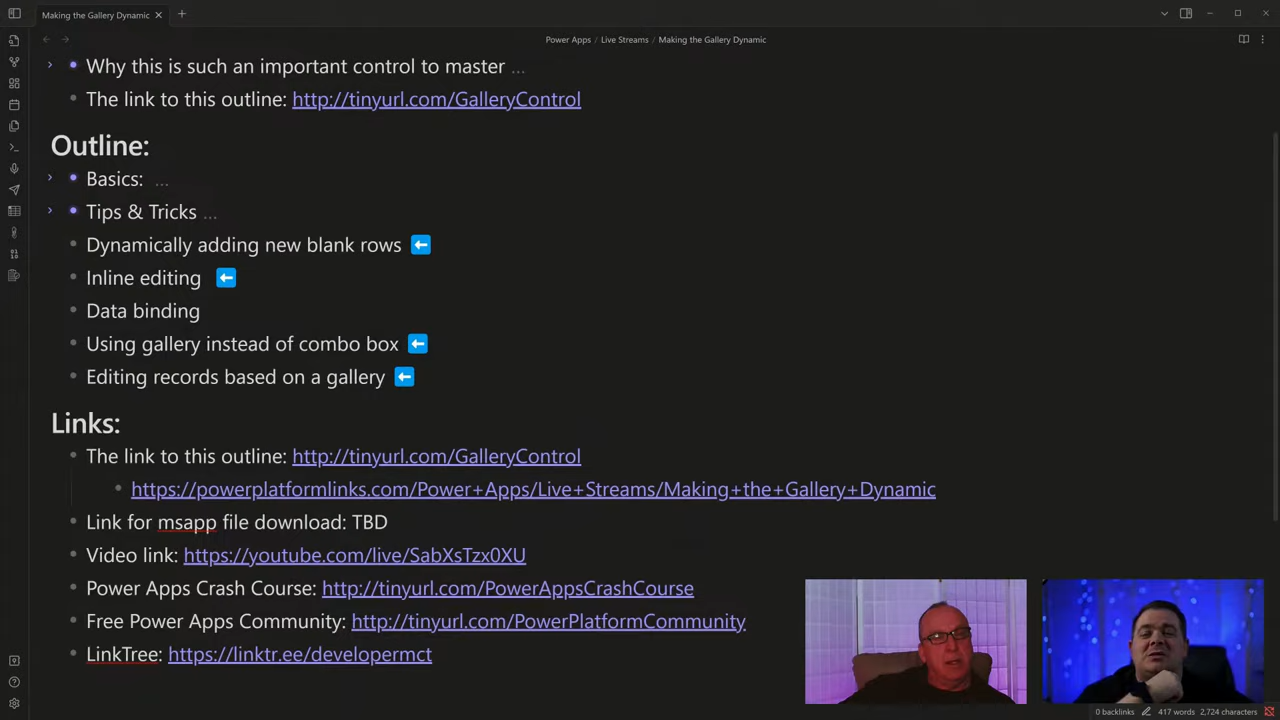 Making the Gallery Dynamic
Power Apps / Live Streams / Making the Gallery Dynamic
Why this is such an important control to master ...
The link to this outline: http://tinyurl.com/GalleryControl
Outline:
Basics: ...
Tips & Tricks ...
Dynamically adding new blank rows
Inline editing
Data binding
Using gallery instead of combo box
Editing records based on a gallery
Links:
The link to this outline: http://tinyurl.com/GalleryControl
https://powerplatformlinks.com/Power+Apps/Live+Streams/Making+the+Gallery+Dynamic
Link for msapp file download: TBD
Video link: https://youtube.com/live/SabXsTzx0XU
Power Apps Crash Course: http://tinyurl.com/PowerAppsCrashCourse
Free Power Apps Community: http://tinyurl.com/PowerPlatformCommunity
LinkTree: https://linktr.ee/developermct
0 backlinks 417 words 2,724 characters